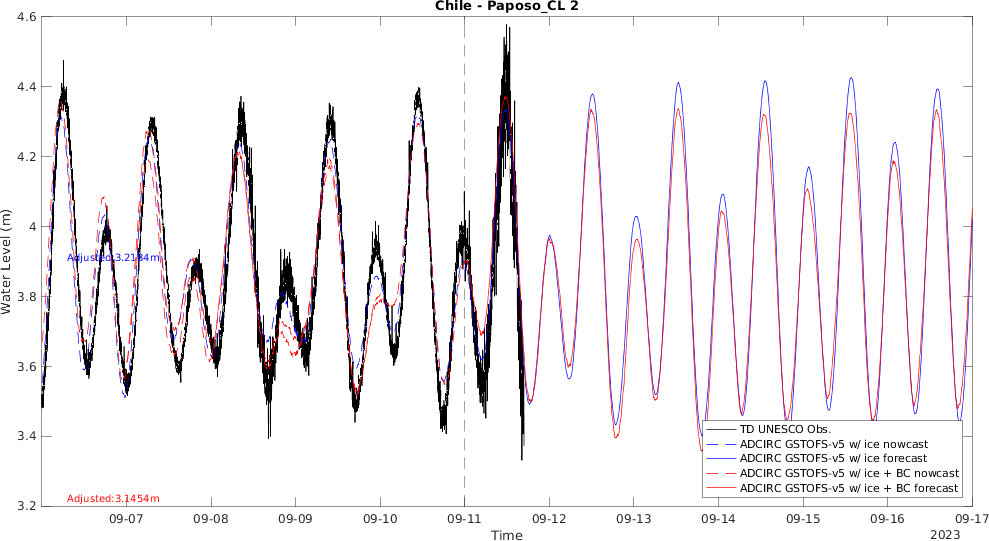 Chile - Paposo_CL 2
4.6
4.4
4.2
4
3.8
3.6
3.4
3.2
Water Level (m)
Adjusted:3.2184m
Adjusted:3.1454m
TD UNESCO Obs.
ADCIRC GSTOFS-v5 w/ ice nowcast
ADCIRC GSTOFS-v5 w/ ice forecast
ADCIRC GSTOFS-v5 w/ ice + BC nowcast
ADCIRC GSTOFS-v5 w/ ice + BC forecast
09-07 09-08 09-09 09-10 09-11 09-12 09-13 09-14 09-15 09-16 09-17
Time
2023